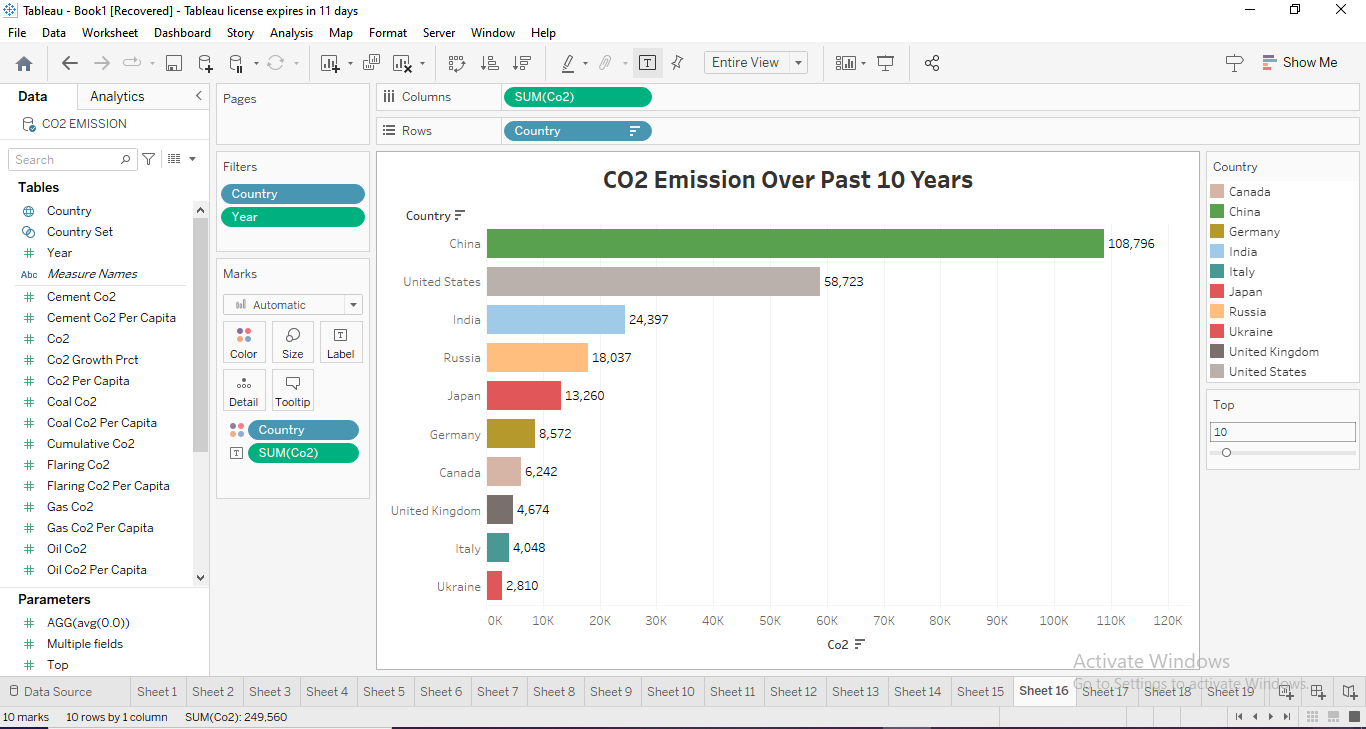 Tableau - Book1 [Recovered] - Tableau license expires in 11 days
File Data Worksheet Dashboard Story Analysis Map Format Server Window Help
Entire View
Show Me
Data Analytics
CO2 EMISSION
Search
Tables
Country
Country Set
Year
Abc Measure Names
Cement Co2
Cement Co2 Per Capita
Co2
Co2 Growth Prct
Co2 Per Capita
Coal Co2
Coal Co2 Per Capita
Cumulative Co2
Flaring Co2
Flaring Co2 Per Capita
Gas Co2
Gas Co2 Per Capita
Oil Co2
Oil Co2 Per Capita
Parameters
AGG(avg(0.0))
Multiple fields
Top
Pages
Filters
Country
Year
Marks
Automatic
Color Size Label
Detail Tooltip
Country
SUM(Co2)
Columns SUM(Co2)
Rows Country
CO2 Emission Over Past 10 Years
Country
China 108,796
United States 58,723
India 24,397
Russia 18,037
Japan 13,260
Germany 8,572
Canada 6,242
United Kingdom 4,674
Italy 4,048
Ukraine 2,810
0K 10K 20K 30K 40K 50K 60K 70K 80K 90K 100K 110K 120K
Co2
Country
Canada
China
Germany
India
Italy
Japan
Russia
Ukraine
United Kingdom
United States
Top
10
Activate Windows
Go to Settings to activate Windows.
Data Source Sheet 1 Sheet 2 Sheet 3 Sheet 4 Sheet 5 Sheet 6 Sheet 7 Sheet 8 Sheet 9 Sheet 10 Sheet 11 Sheet 12 Sheet 13 Sheet 14 Sheet 15 Sheet 16 Sheet 17 Sheet 18 Sheet 19
10 marks 10 rows by 1 column SUM(Co2): 249,560